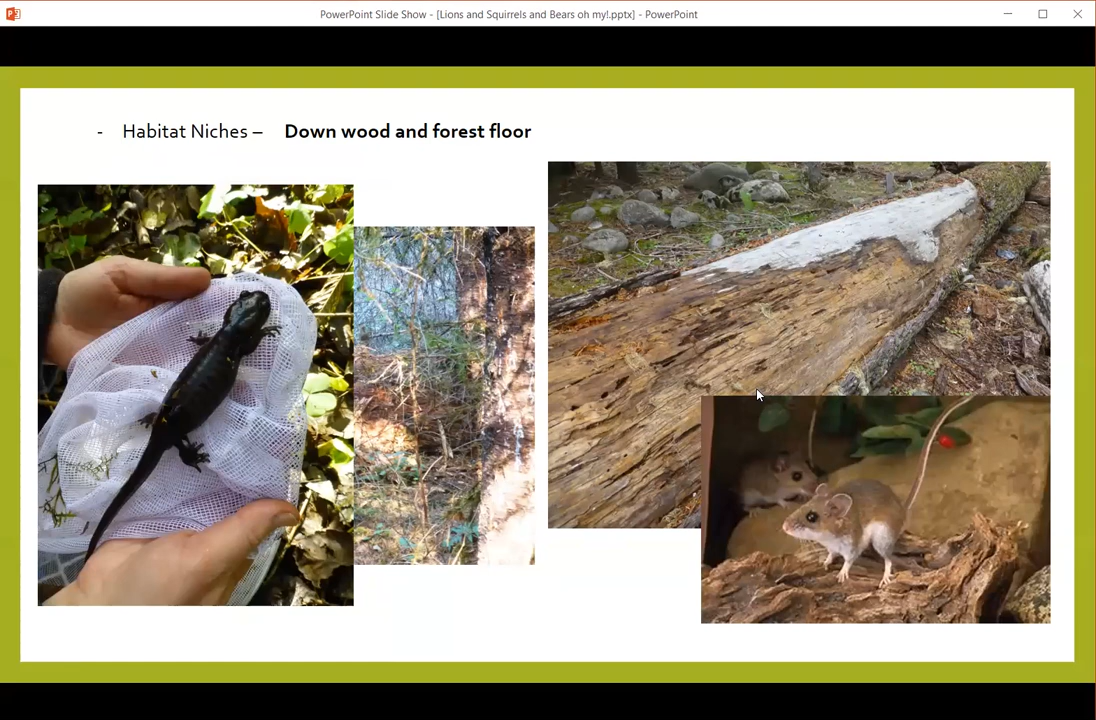 PowerPoint Slide Show - [Lions and Squirrels and Bears oh my!.pptx] - PowerPoint
- Habitat Niches – Down wood and forest floor